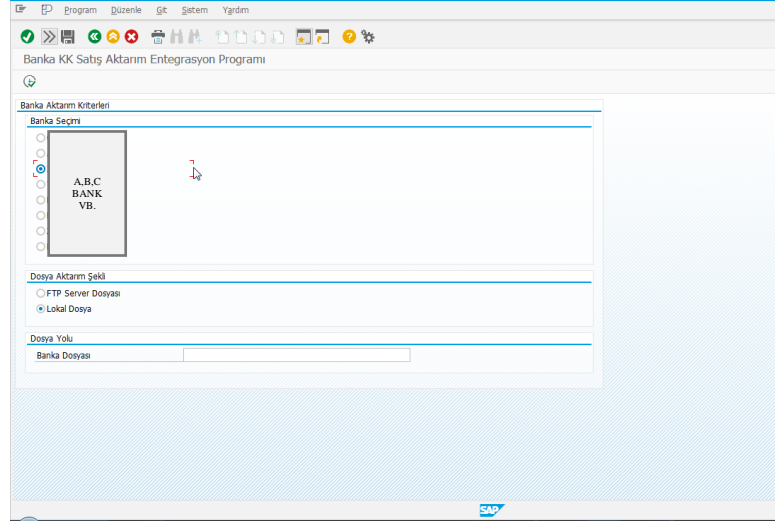 Program Düzenle Git Sistem Yardım
Banka KK Satış Aktarım Entegrasyon Programı
Banka Aktarım Kriterleri
Banka Seçimi
A,B,C
BANK
VB.
Dosya Aktarım Şekli
FTP Server Dosyası
Lokal Dosya
Dosya Yolu
Banka Dosyası
SAP